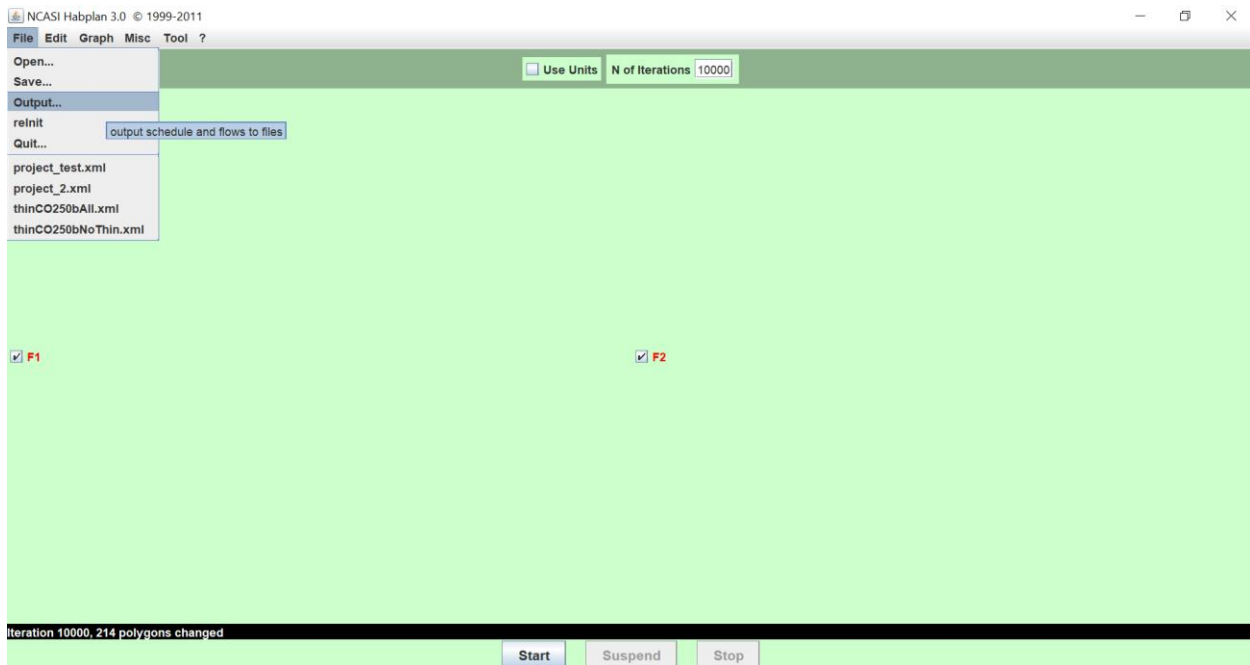 NCASI Habplan 3.0 © 1999-2011
File Edit Graph Misc Tool ?
Open...
Save...
Output...
reInit
Quit...
output schedule and flows to files
project_test.xml
project_2.xml
thinCO250bAll.xml
thinCO250bNoThin.xml
Use Units N of Iterations 10000
F1 F2
Iteration 10000, 214 polygons changed
Start Suspend Stop